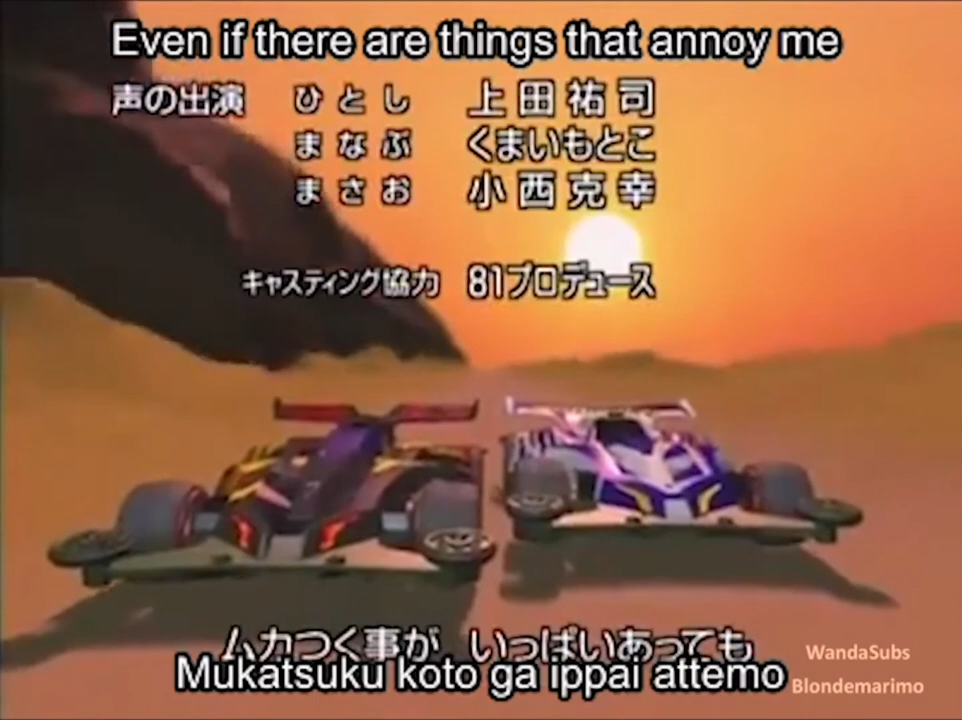 Even if there are things that annoy me
声の出演 ひとし 上田祐司
まなぶ くまいもとこ
まさお 小西克幸
キャスティング協力 81プロデュース
ムカつく事が いっぱいあっても
Mukatsuku koto ga ippai attemo
WandaSubs
Blondemarimo